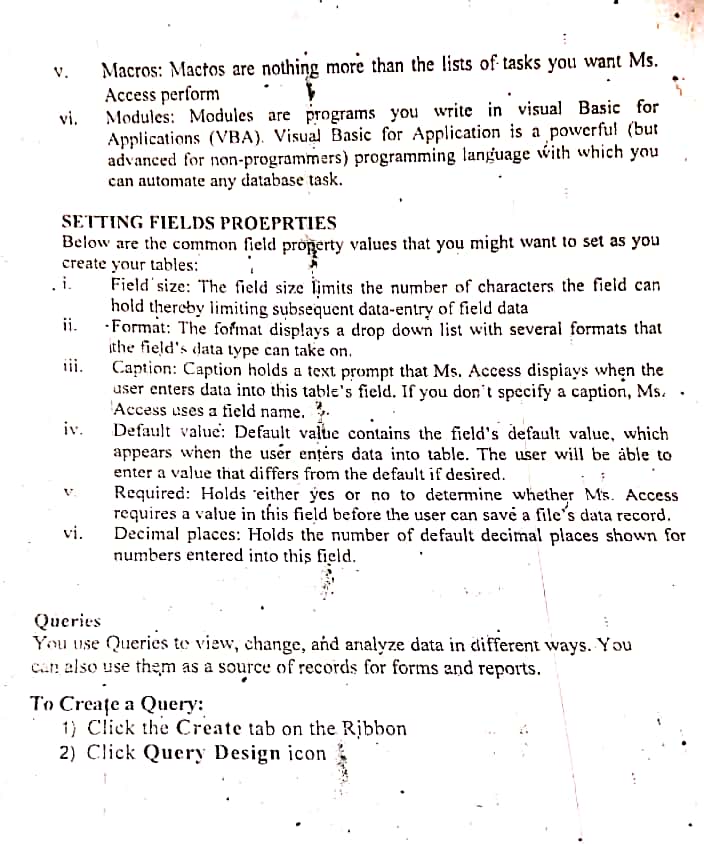 v. Macros: Mactos are nothing more than the lists of tasks you want Ms.
Access perform
vi. Modules: Modules are programs you write in visual Basic for
Applications (VBA). Visual Basic for Application is a powerful (but
advanced for non-programmers) programming language with which you
can automate any database task.
SETTING FIELDS PROEPRTIES
Below are the common field property values that you might want to set as you
create your tables:
i. Field size: The field size limits the number of characters the field can
hold thereby limiting subsequent data-entry of field data
ii. Format: The format displays a drop down list with several formats that
the field's data type can take on.
iii. Caption: Caption holds a text prompt that Ms. Access displays when the
user enters data into this table's field. If you don't specify a caption, Ms.
Access uses a field name.
iv. Default value: Default value contains the field's default value, which
appears when the user enters data into table. The user will be able to
enter a value that differs from the default if desired.
v. Required: Holds either yes or no to determine whether Ms. Access
requires a value in this field before the user can save a file's data record.
vi. Decimal places: Holds the number of default decimal places shown for
numbers entered into this field.
Queries
You use Queries to view, change, and analyze data in different ways. You
can also use them as a source of records for forms and reports.
To Create a Query:
1) Click the Create tab on the Ribbon
2) Click Query Design icon